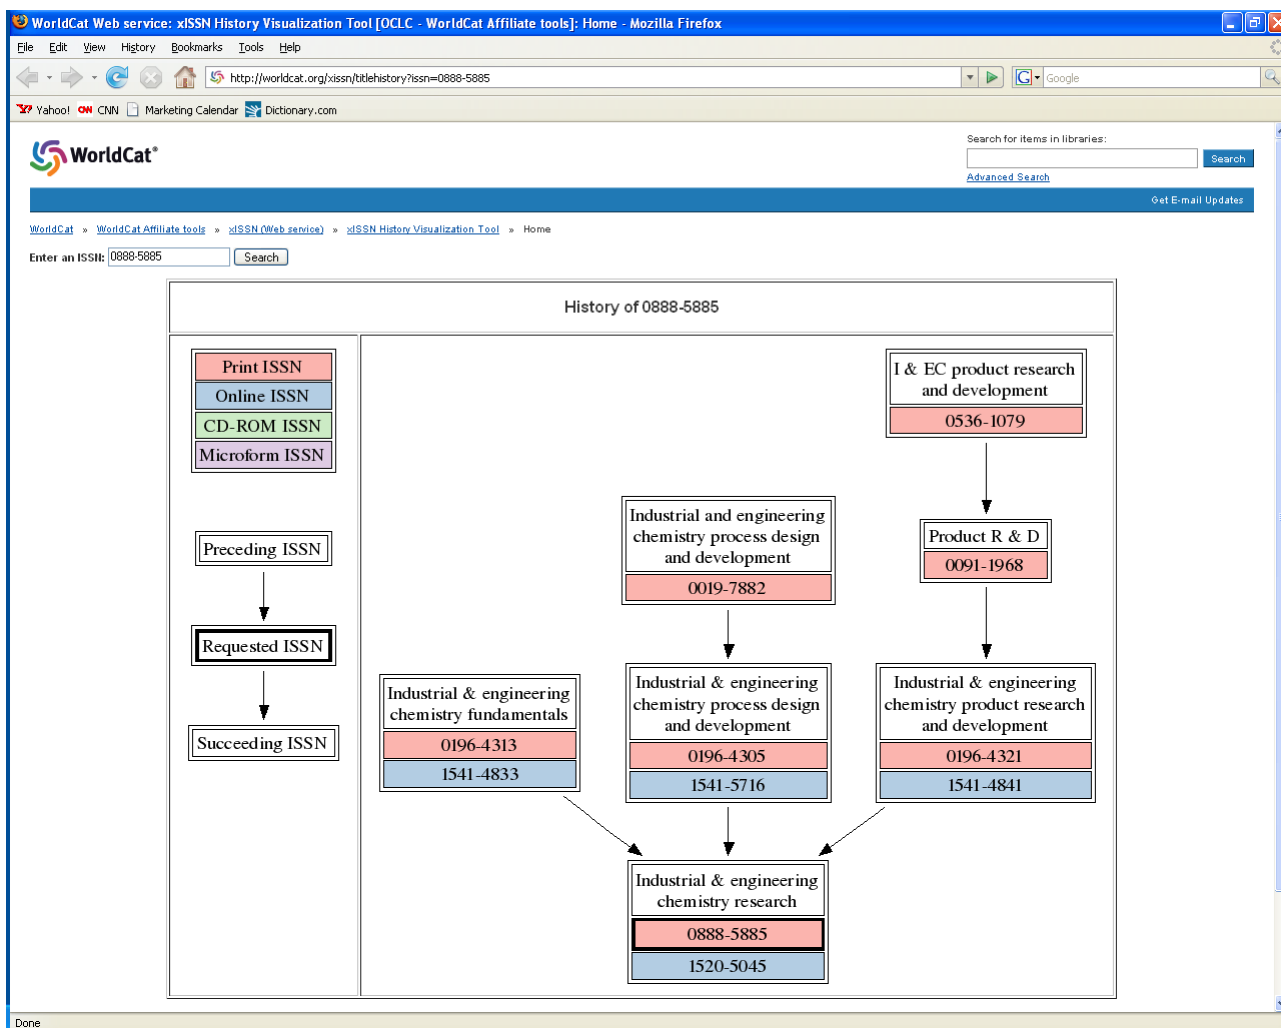 WorldCat Web service: xISSN History Visualization Tool [OCLC - WorldCat Affiliate tools]: Home - Mozilla Firefox
File Edit View History Bookmarks Tools Help
http://worldcat.org/xissn/titlehistory?issn=0888-5885
G Google
Yahoo! CNN CNN Marketing Calendar Dictionary.com
WorldCat®
Search for items in libraries:
Search
Advanced Search
Get E-mail Updates
WorldCat » WorldCat Affiliate tools » xISSN (Web service) » xISSN History Visualization Tool » Home
Enter an ISSN: 0888-5885 Search
History of 0888-5885
Print ISSN
Online ISSN
CD-ROM ISSN
Microform ISSN
Preceding ISSN
Requested ISSN
Succeeding ISSN
I & EC product research
and development
0536-1079
Industrial and engineering
chemistry process design
and development
0019-7882
Product R & D
0091-1968
Industrial & engineering
chemistry fundamentals
0196-4313
1541-4833
Industrial & engineering
chemistry process design
and development
0196-4305
1541-5716
Industrial & engineering
chemistry product research
and development
0196-4321
1541-4841
Industrial & engineering
chemistry research
0888-5885
1520-5045
Done